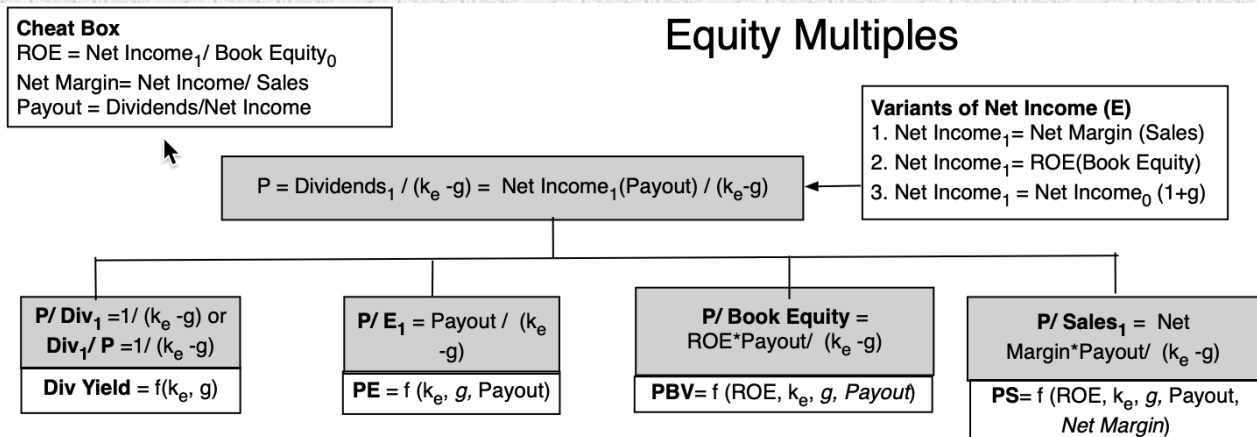 Cheat Box
ROE = Net Income₁/ Book Equity₀
Net Margin= Net Income/ Sales
Payout = Dividends/Net Income
Equity Multiples
Variants of Net Income (E)
1. Net Income₁= Net Margin (Sales)
2. Net Income₁= ROE(Book Equity)
3. Net Income₁ = Net Income₀ (1+g)
P = Dividends₁ / (kₑ -g) = Net Income₁(Payout) / (kₑ-g)
P/ Div₁ =1/ (kₑ -g) or
Div₁/ P =1/ (kₑ -g)
Div Yield = f(kₑ, g)
P/ E₁ = Payout / (kₑ
-g)
PE = f (kₑ, g, Payout)
P/ Book Equity =
ROE*Payout/ (kₑ -g)
PBV= f (ROE, kₑ, g, Payout)
P/ Sales₁ = Net
Margin*Payout/ (kₑ -g)
PS= f (ROE, kₑ, g, Payout,
Net Margin)